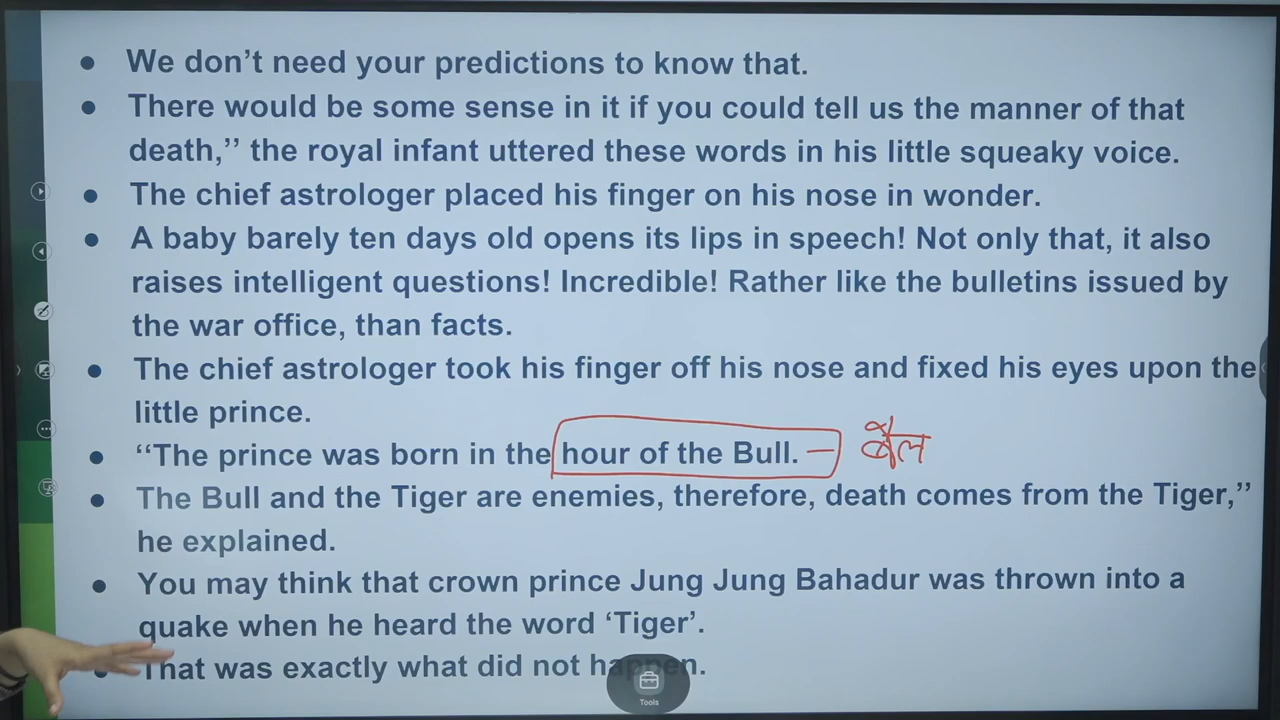 • We don’t need your predictions to know that.
• There would be some sense in it if you could tell us the manner of that
death,’’ the royal infant uttered these words in his little squeaky voice.
• The chief astrologer placed his finger on his nose in wonder.
• A baby barely ten days old opens its lips in speech! Not only that, it also
raises intelligent questions! Incredible! Rather like the bulletins issued by
the war office, than facts.
• The chief astrologer took his finger off his nose and fixed his eyes upon the
little prince.
• ‘‘The prince was born in the hour of the Bull. — बैल
• The Bull and the Tiger are enemies, therefore, death comes from the Tiger,’’
he explained.
• You may think that crown prince Jung Jung Bahadur was thrown into a
quake when he heard the word ‘Tiger’.
• That was exactly what did not happen.
Tools